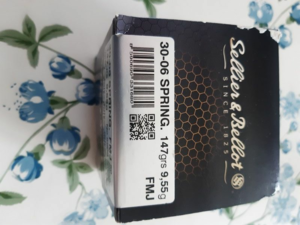 30-06 SPRING. 147grs 9,55g
FMJ
Sellier & Bellot
SINCE 1825